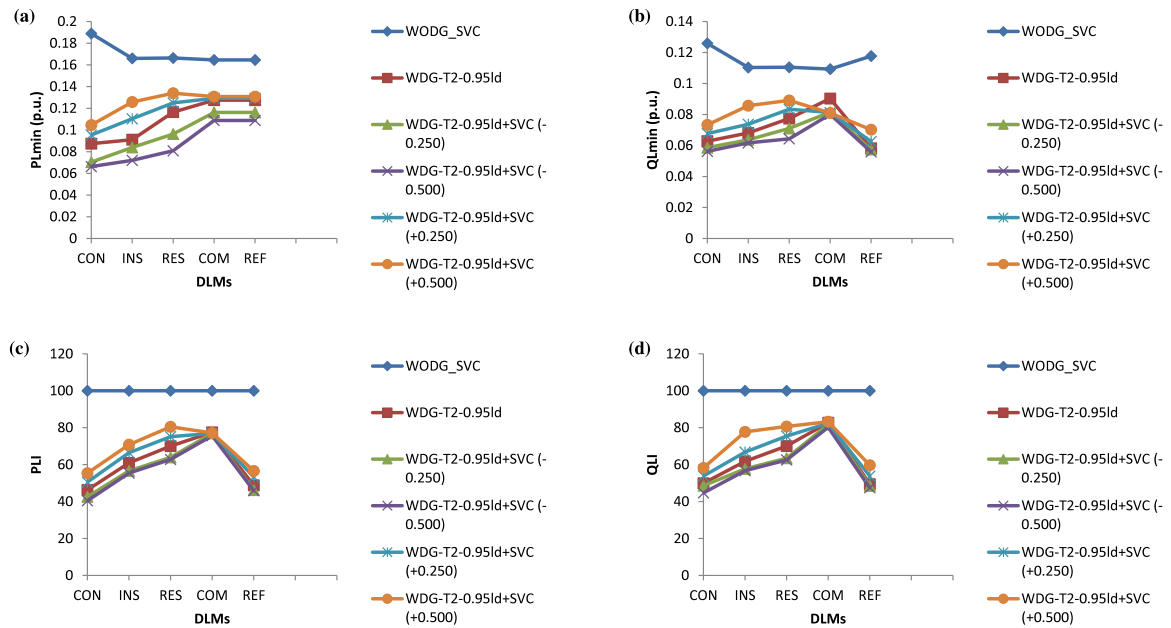 (a)
PLmin (p.u.)
0.2
0.18
0.16
0.14
0.12
0.1
0.08
0.06
0.04
0.02
0
CON INS RES COM REF
DLMs
WODG_SVC
WDG-T2-0.95ld
WDG-T2-0.95ld+SVC (-
0.250)
WDG-T2-0.95ld+SVC (-
0.500)
WDG-T2-0.95ld+SVC
(+0.250)
WDG-T2-0.95ld+SVC
(+0.500)
(b)
QLmin (p.u.)
0.14
0.12
0.1
0.08
0.06
0.04
0.02
0
CON INS RES COM REF
DLMs
WODG_SVC
WDG-T2-0.95ld
WDG-T2-0.95ld+SVC (-
0.250)
WDG-T2-0.95ld+SVC (-
0.500)
WDG-T2-0.95ld+SVC
(+0.250)
WDG-T2-0.95ld+SVC
(+0.500)
(c)
PLI
120
100
80
60
40
20
0
CON INS RES COM REF
DLMs
WODG_SVC
WDG-T2-0.95ld
WDG-T2-0.95ld+SVC (-
0.250)
WDG-T2-0.95ld+SVC (-
0.500)
WDG-T2-0.95ld+SVC
(+0.250)
WDG-T2-0.95ld+SVC
(+0.500)
(d)
QLI
120
100
80
60
40
20
0
CON INS RES COM REF
DLMs
WODG_SVC
WDG-T2-0.95ld
WDG-T2-0.95ld+SVC (-
0.250)
WDG-T2-0.95ld+SVC (-
0.500)
WDG-T2-0.95ld+SVC
(+0.250)
WDG-T2-0.95ld+SVC
(+0.500)